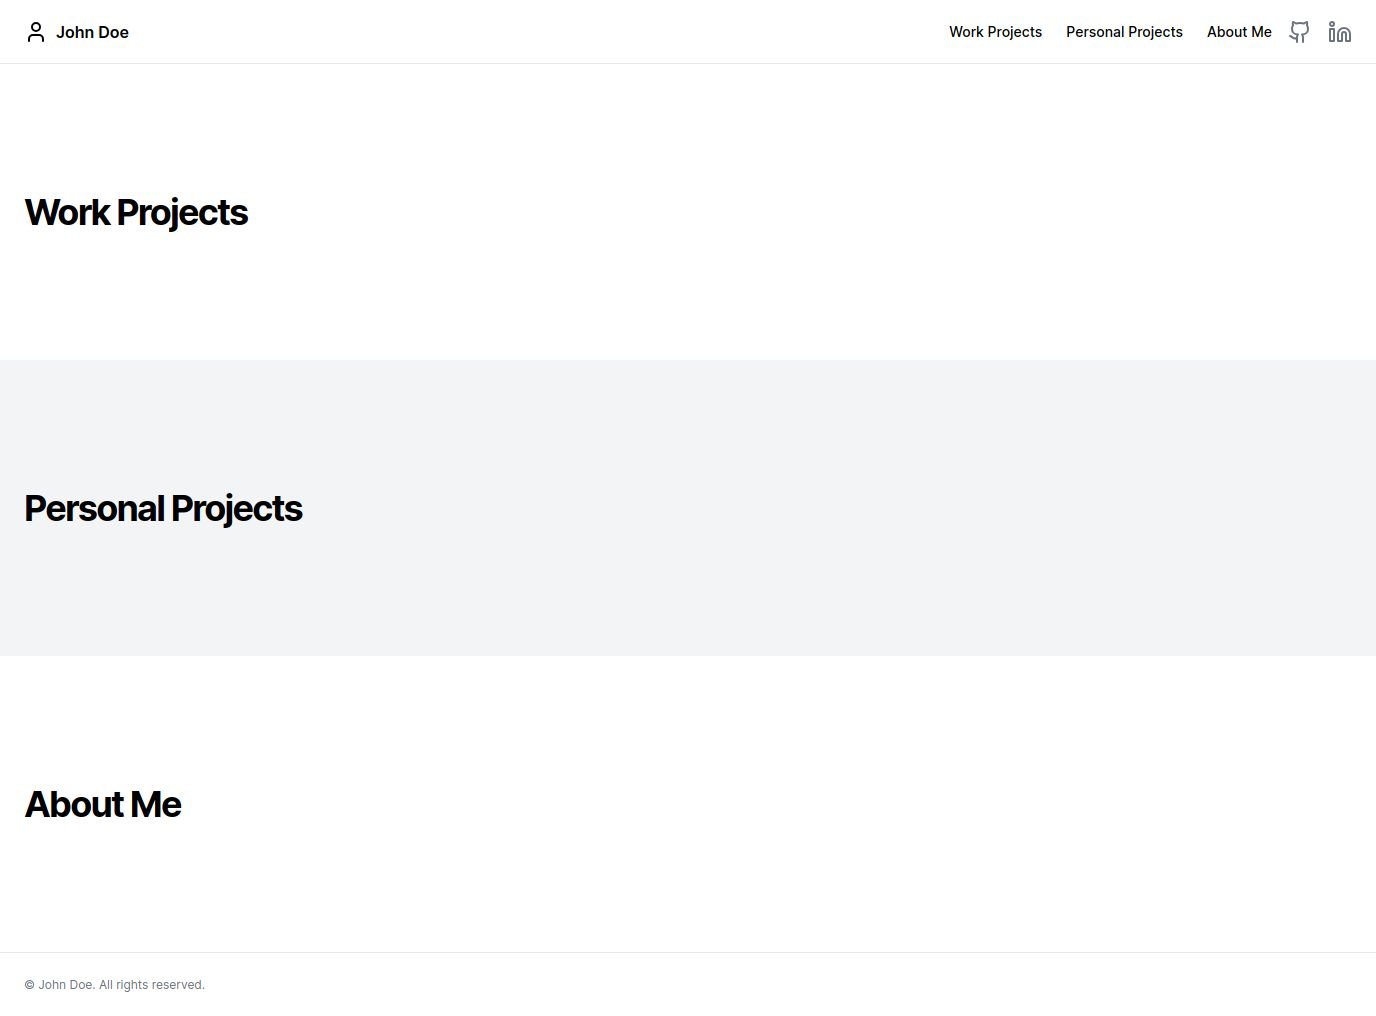 John Doe
Work Projects Personal Projects About Me
Work Projects
Personal Projects
About Me
© John Doe. All rights reserved.